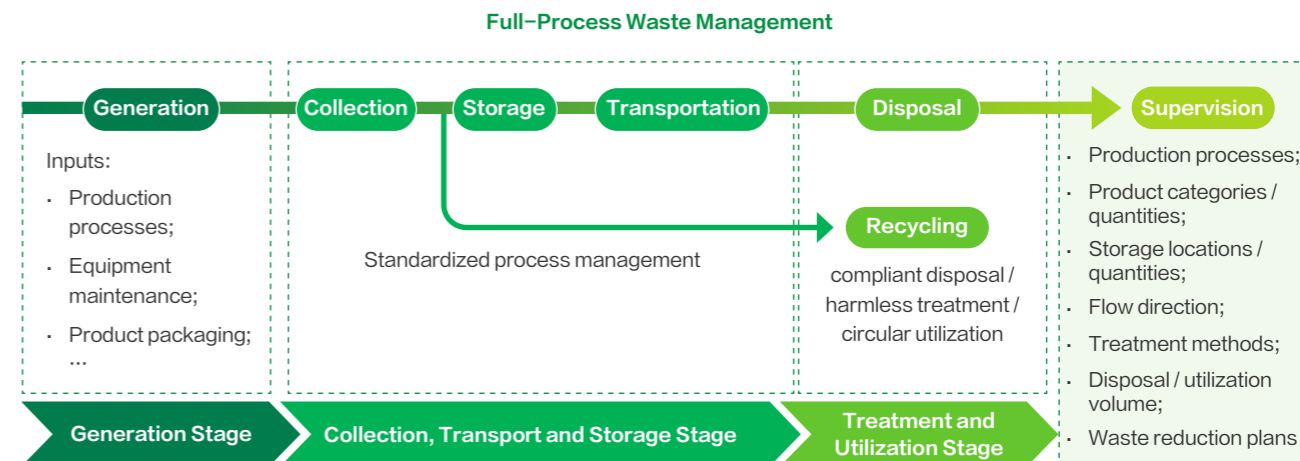 Full-Process Waste Management
Generation
Collection
Storage
Transportation
Disposal
Supervision
Inputs:
· Production
processes;
· Equipment
maintenance;
· Product packaging;
...
Standardized process management
Recycling
compliant disposal /
harmless treatment /
circular utilization
· Production processes;
· Product categories /
quantities;
· Storage locations /
quantities;
· Flow direction;
· Treatment methods;
· Disposal / utilization
volume;
· Waste reduction plans
Generation Stage
Collection, Transport and Storage Stage
Treatment and
Utilization Stage